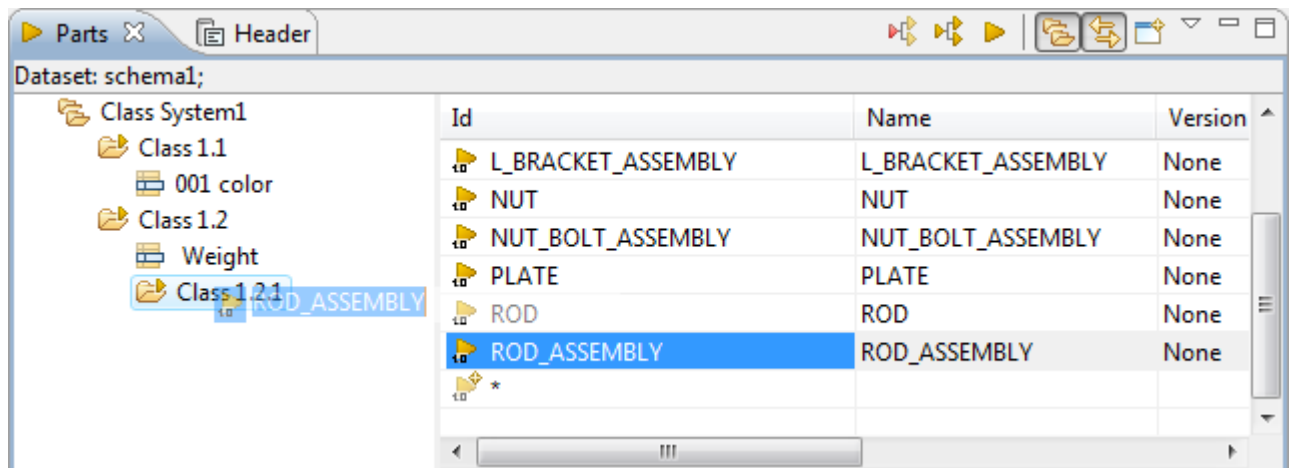 Parts Header
Dataset: schema1;
Class System1
Class 1.1
001 color
Class 1.2
Weight
Class 1.2.1
ROD_ASSEMBLY
Id Name Version
L_BRACKET_ASSEMBLY L_BRACKET_ASSEMBLY None
NUT NUT None
NUT_BOLT_ASSEMBLY NUT_BOLT_ASSEMBLY None
PLATE PLATE None
ROD ROD None
ROD_ASSEMBLY ROD_ASSEMBLY None
*